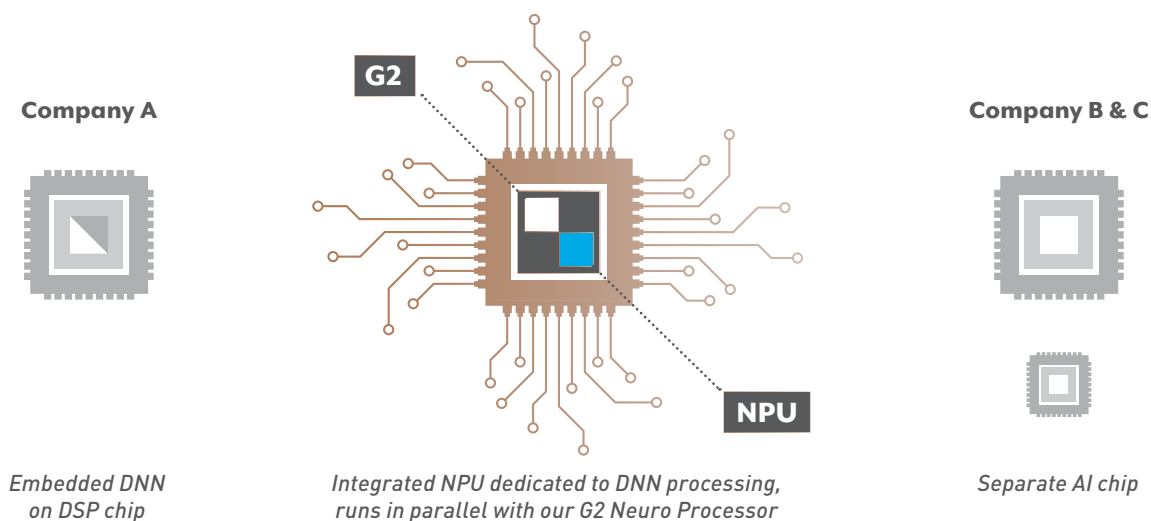 G2
Company A
Company B & C
NPU
Embedded DNN
on DSP chip
Integrated NPU dedicated to DNN processing,
runs in parallel with our G2 Neuro Processor
Separate AI chip